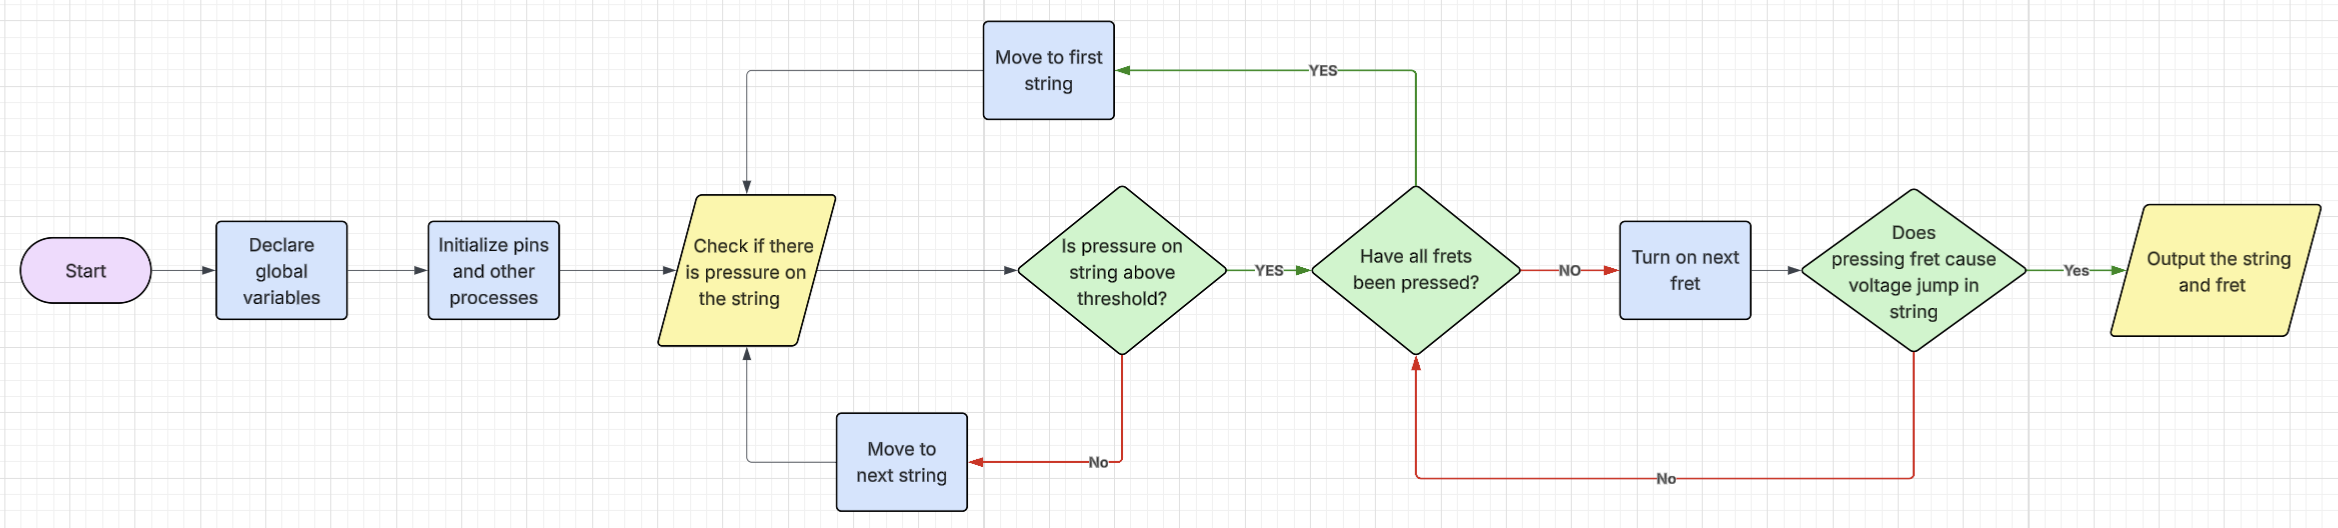 Move to first
string
YES
Start
Declare
global
variables
Initialize pins
and other
processes
Check if there
is pressure on
the string
Is pressure on
string above
threshold?
YES
Have all frets
been pressed?
NO
Turn on next
fret
Does
pressing fret cause
voltage jump in
string
Yes
Output the string
and fret
Move to
next string
No
No